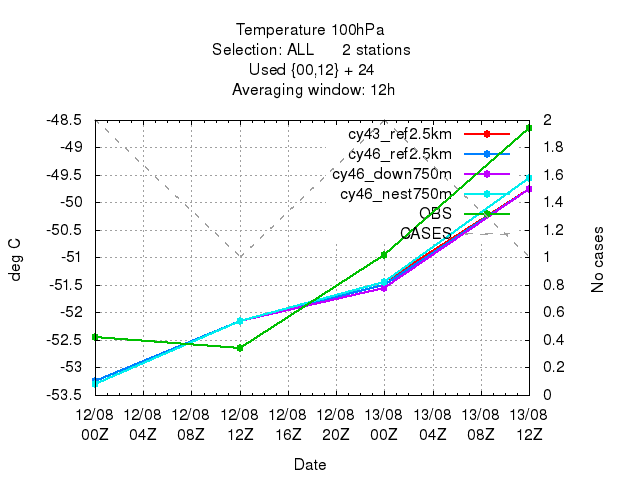 Temperature 100hPa
Selection: ALL 2 stations
Used {00,12} + 24
Averaging window: 12h
-48.5
-49
-49.5
-50
-50.5
-51
-51.5
-52
-52.5
-53
-53.5
deg C
2
1.8
1.6
1.4
1.2
1
0.8
0.6
0.4
0.2
0
No cases
cy43_ref2.5km
cy46_ref2.5km
cy46_down750m
cy46_nest750m
OBS
CASES
12/08 12/08 12/08 12/08 12/08 12/08 13/08 13/08 13/08 13/08
00Z 04Z 08Z 12Z 16Z 20Z 00Z 04Z 08Z 12Z
Date